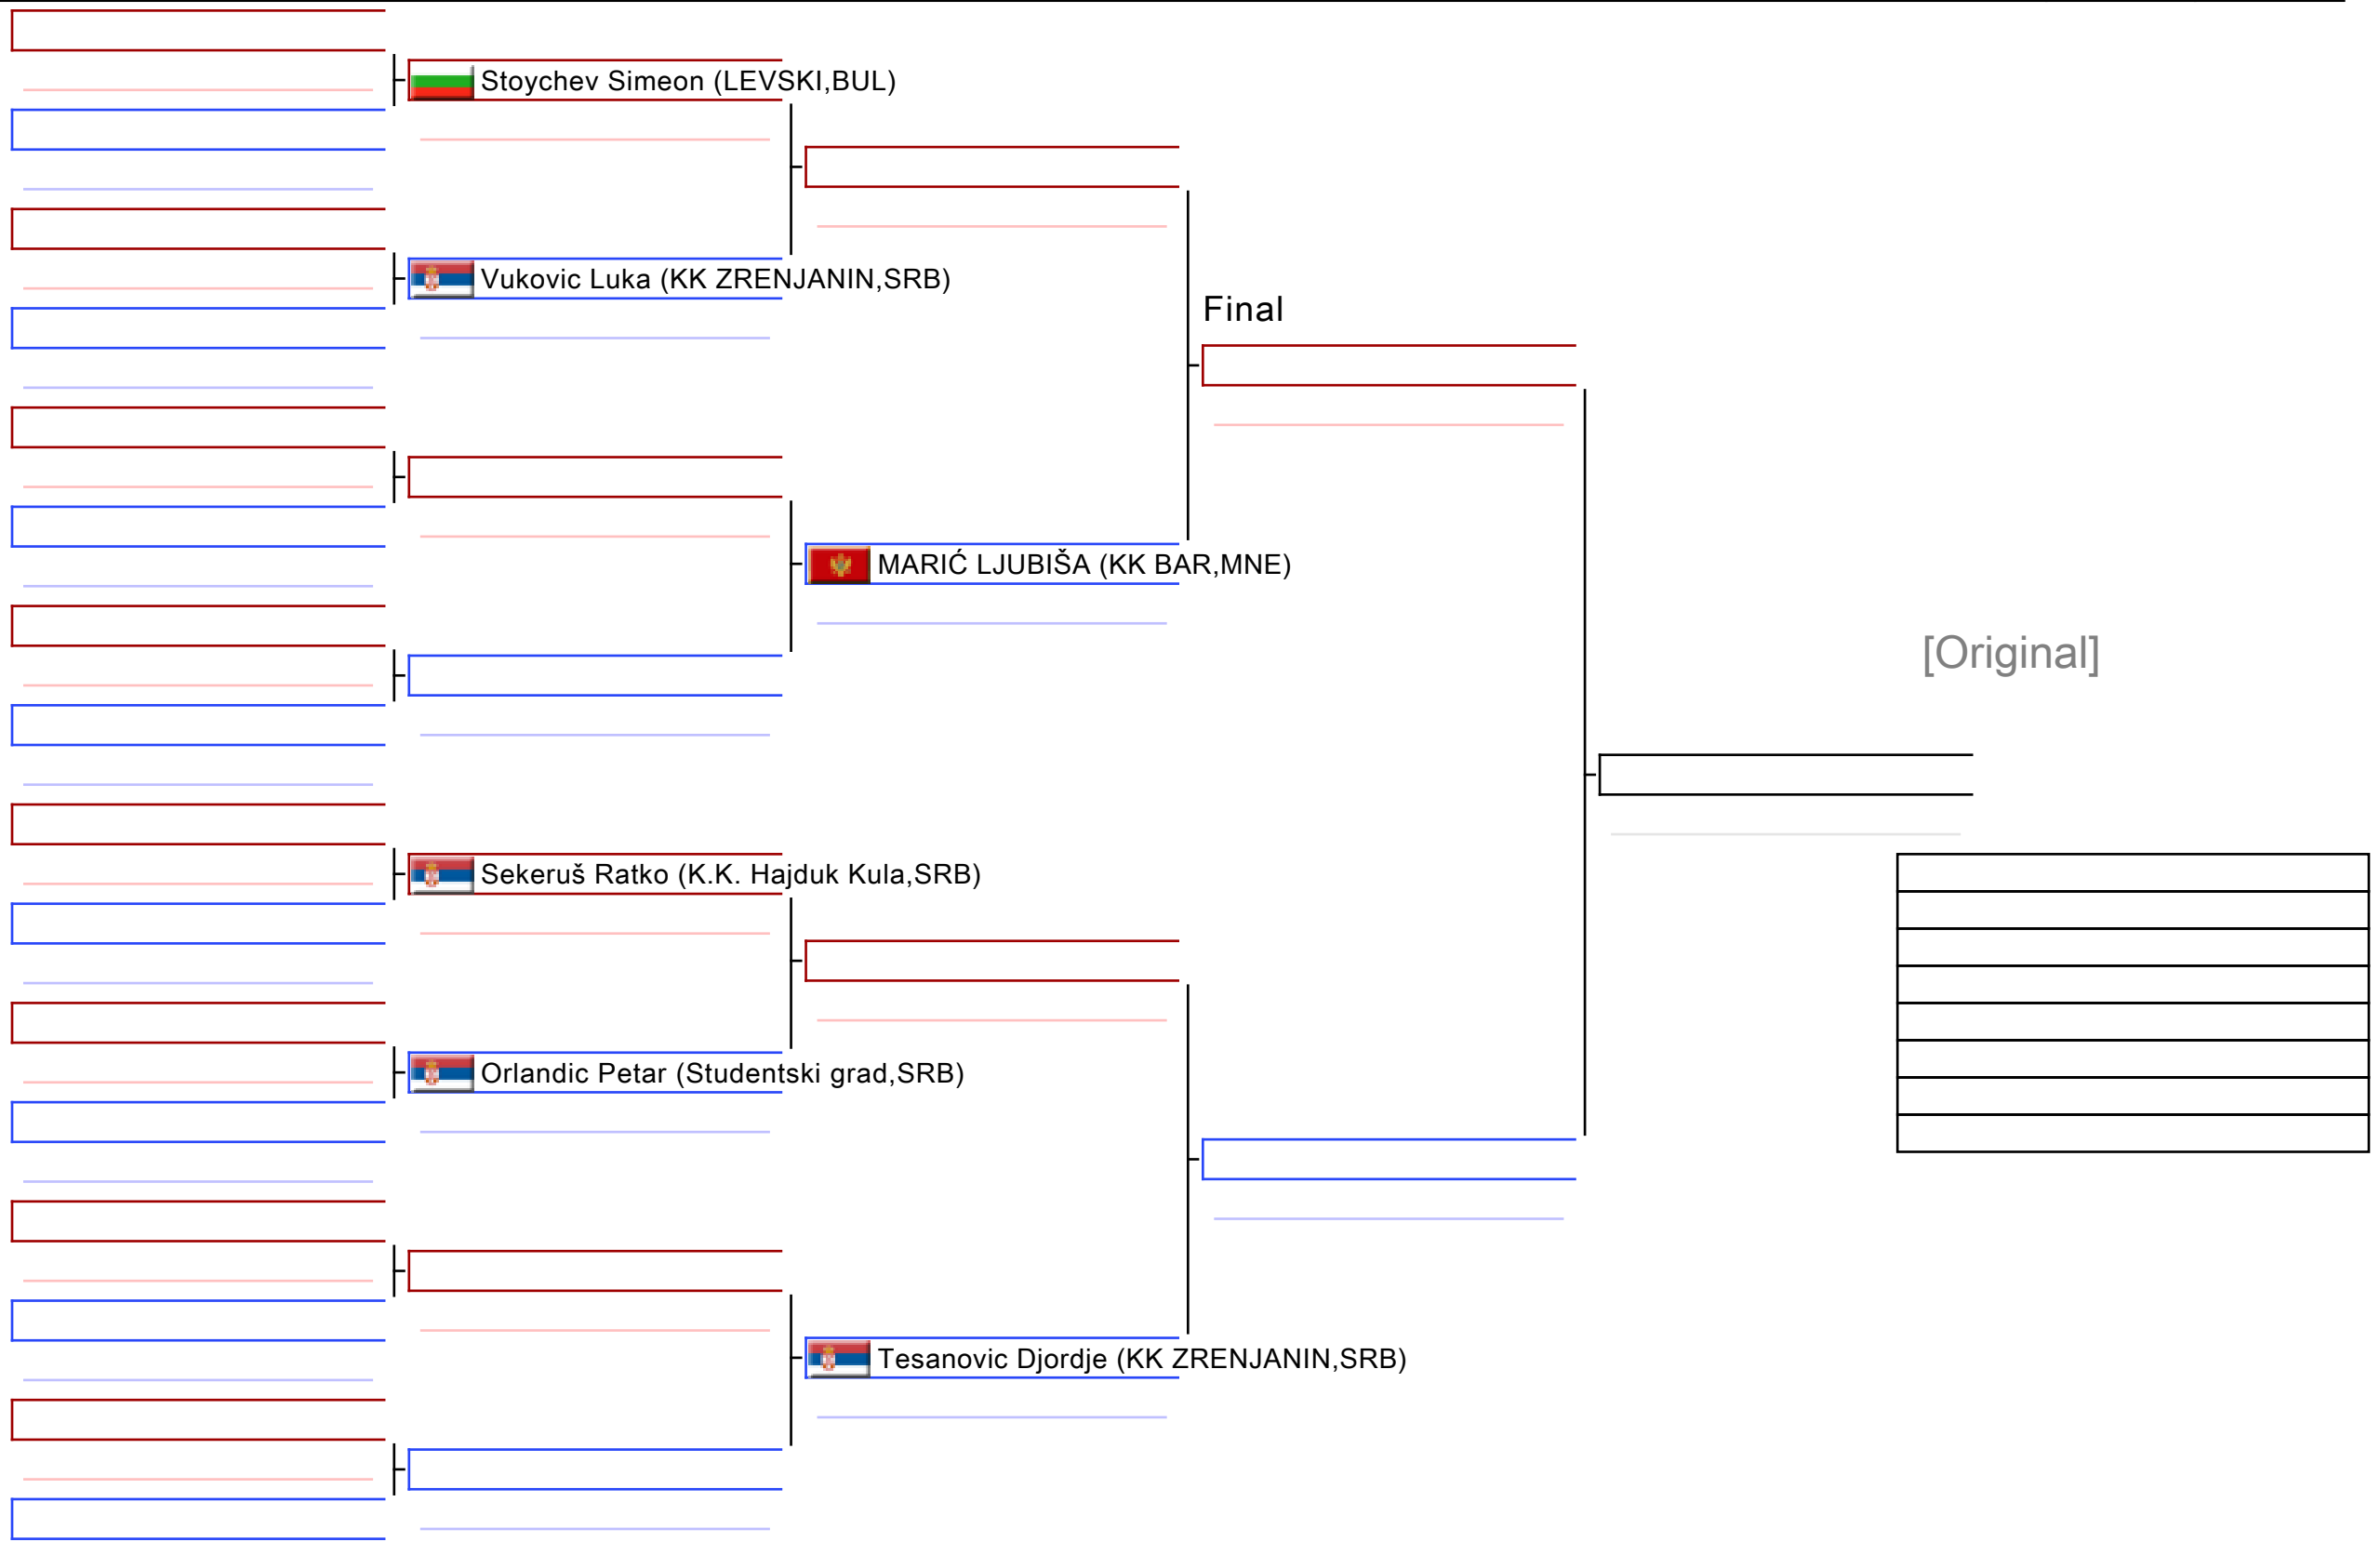 Stoychev Simeon (LEVSKI,BUL)
Vukovic Luka (KK ZRENJANIN,SRB)
Final
MARIĆ LJUBIŠA (KK BAR,MNE)
[Original]
Sekeruš Ratko (K.K. Hajduk Kula,SRB)
Orlandic Petar (Studentski grad,SRB)
Tesanovic Djordje (KK ZRENJANIN,SRB)